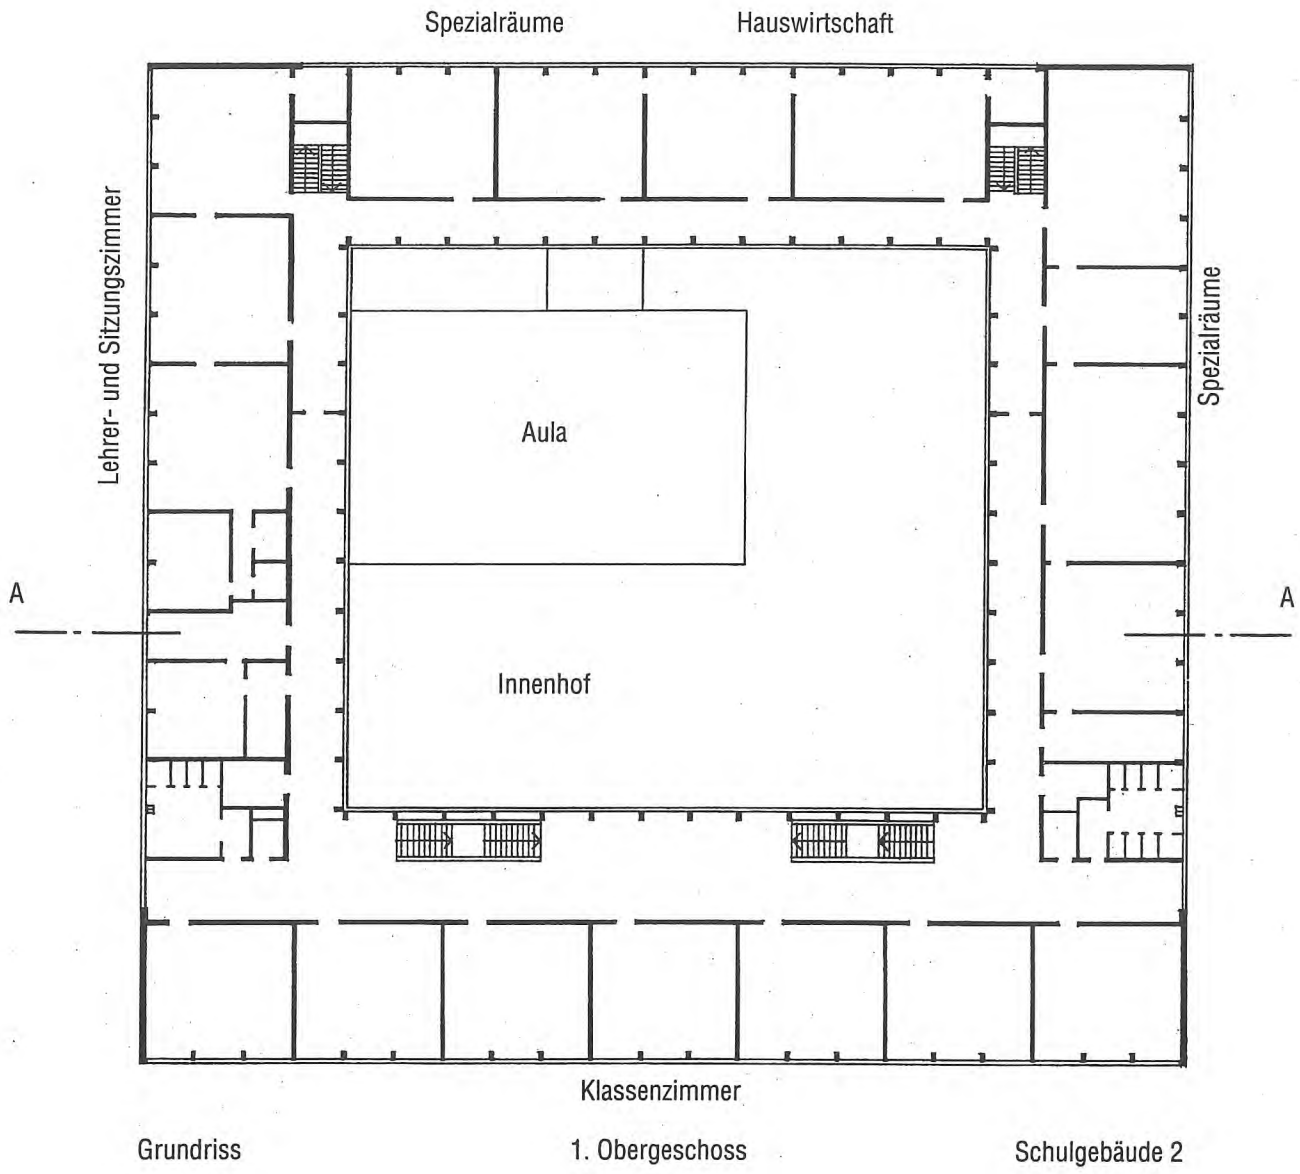 Spezialräume
Hauswirtschaft
Lehrer- und Sitzungszimmer
Spezialräume
Aula
A
A
Innenhof
Klassenzimmer
Grundriss
1. Obergeschoss
Schulgebäude 2